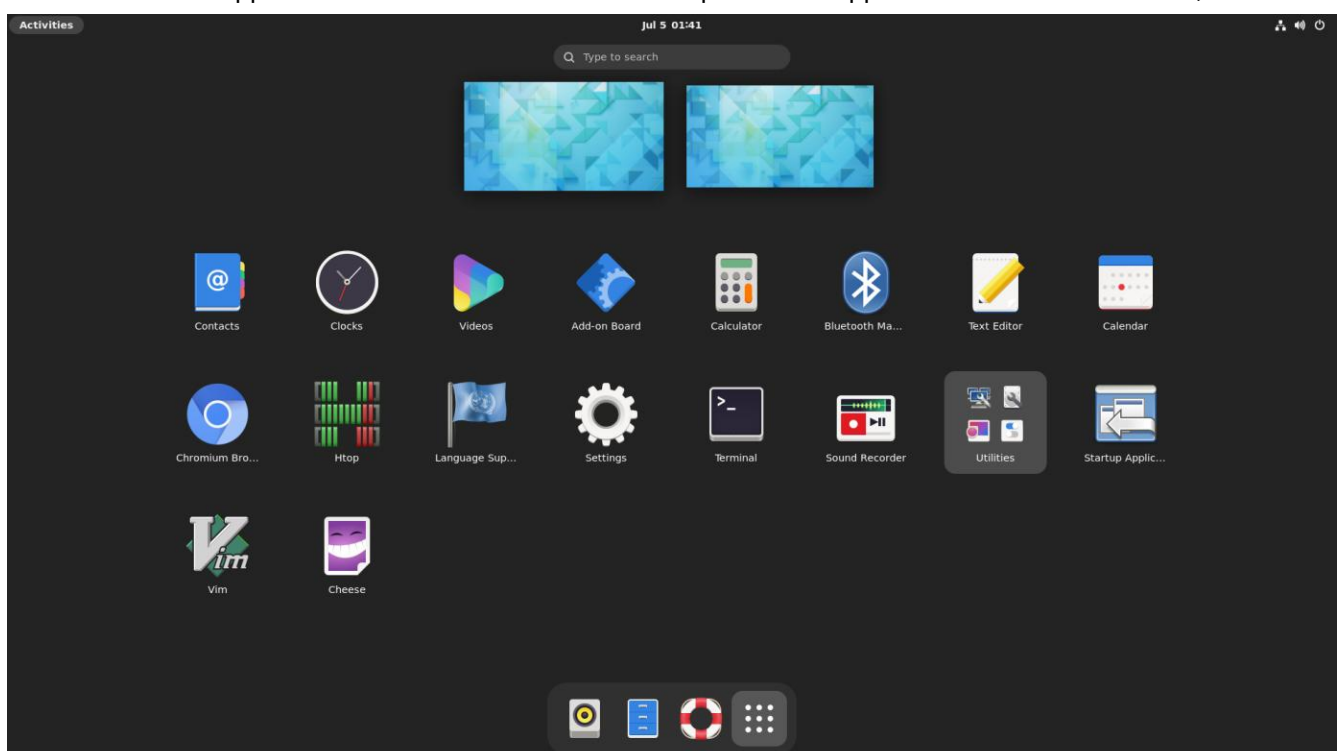 Activities
Jul 5 01:41
Type to search
Contacts
Clocks
Videos
Add-on Board
Calculator
Bluetooth Ma...
Text Editor
Calendar
Chromium Bro...
Htop
Language Sup...
Settings
Terminal
Sound Recorder
Utilities
Startup Applic...
Vim
Cheese